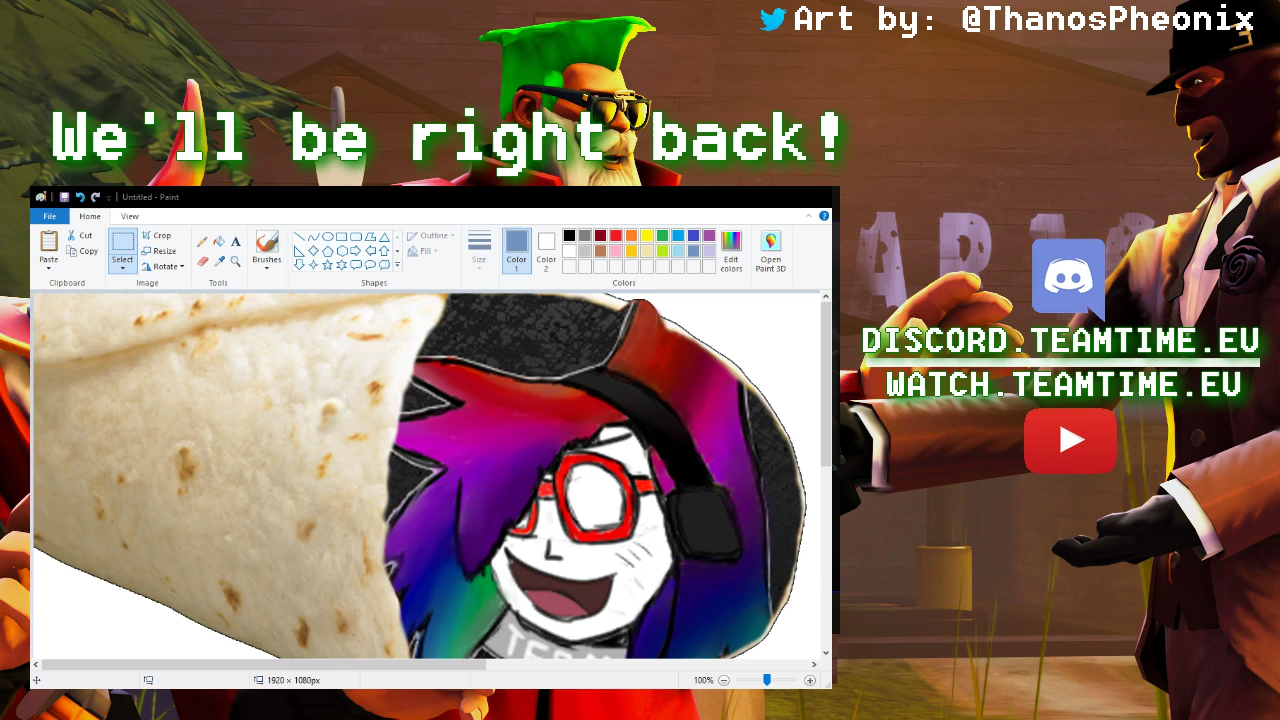 Art by: @ThanosPheonix
We'll be right back!
Untitled - Paint
File Home View
Paste
Cut
Copy
Clipboard
Select
Crop
Resize
Rotate
Image
Tools
Brushes
Shapes
Outline
Fill
Size
Color 1
Color 2
Colors
Edit colors
Open Paint 3D
DISCORD.TEAMTIME.EU
WATCH.TEAMTIME.EU
1920 × 1080px
100%